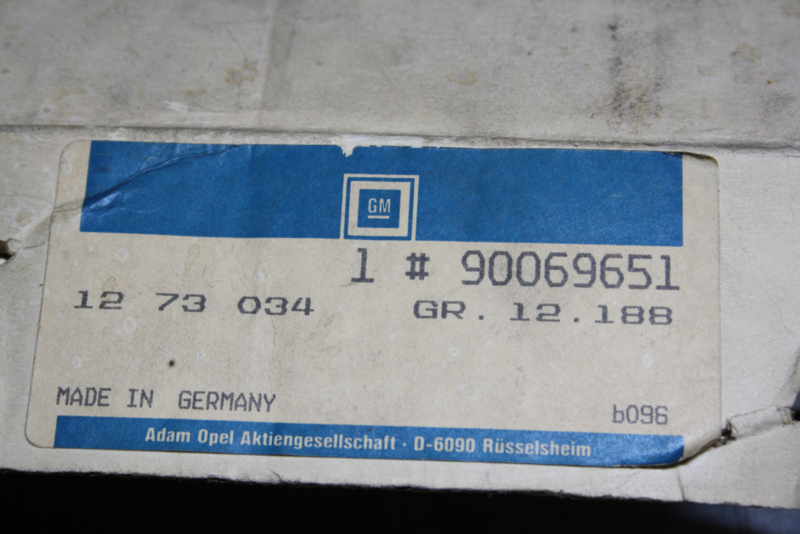 GM
1 # 90069651
12 73 034 GR. 12.188
MADE IN GERMANY b096
Adam Opel Aktiengesellschaft · D-6090 Rüsselsheim